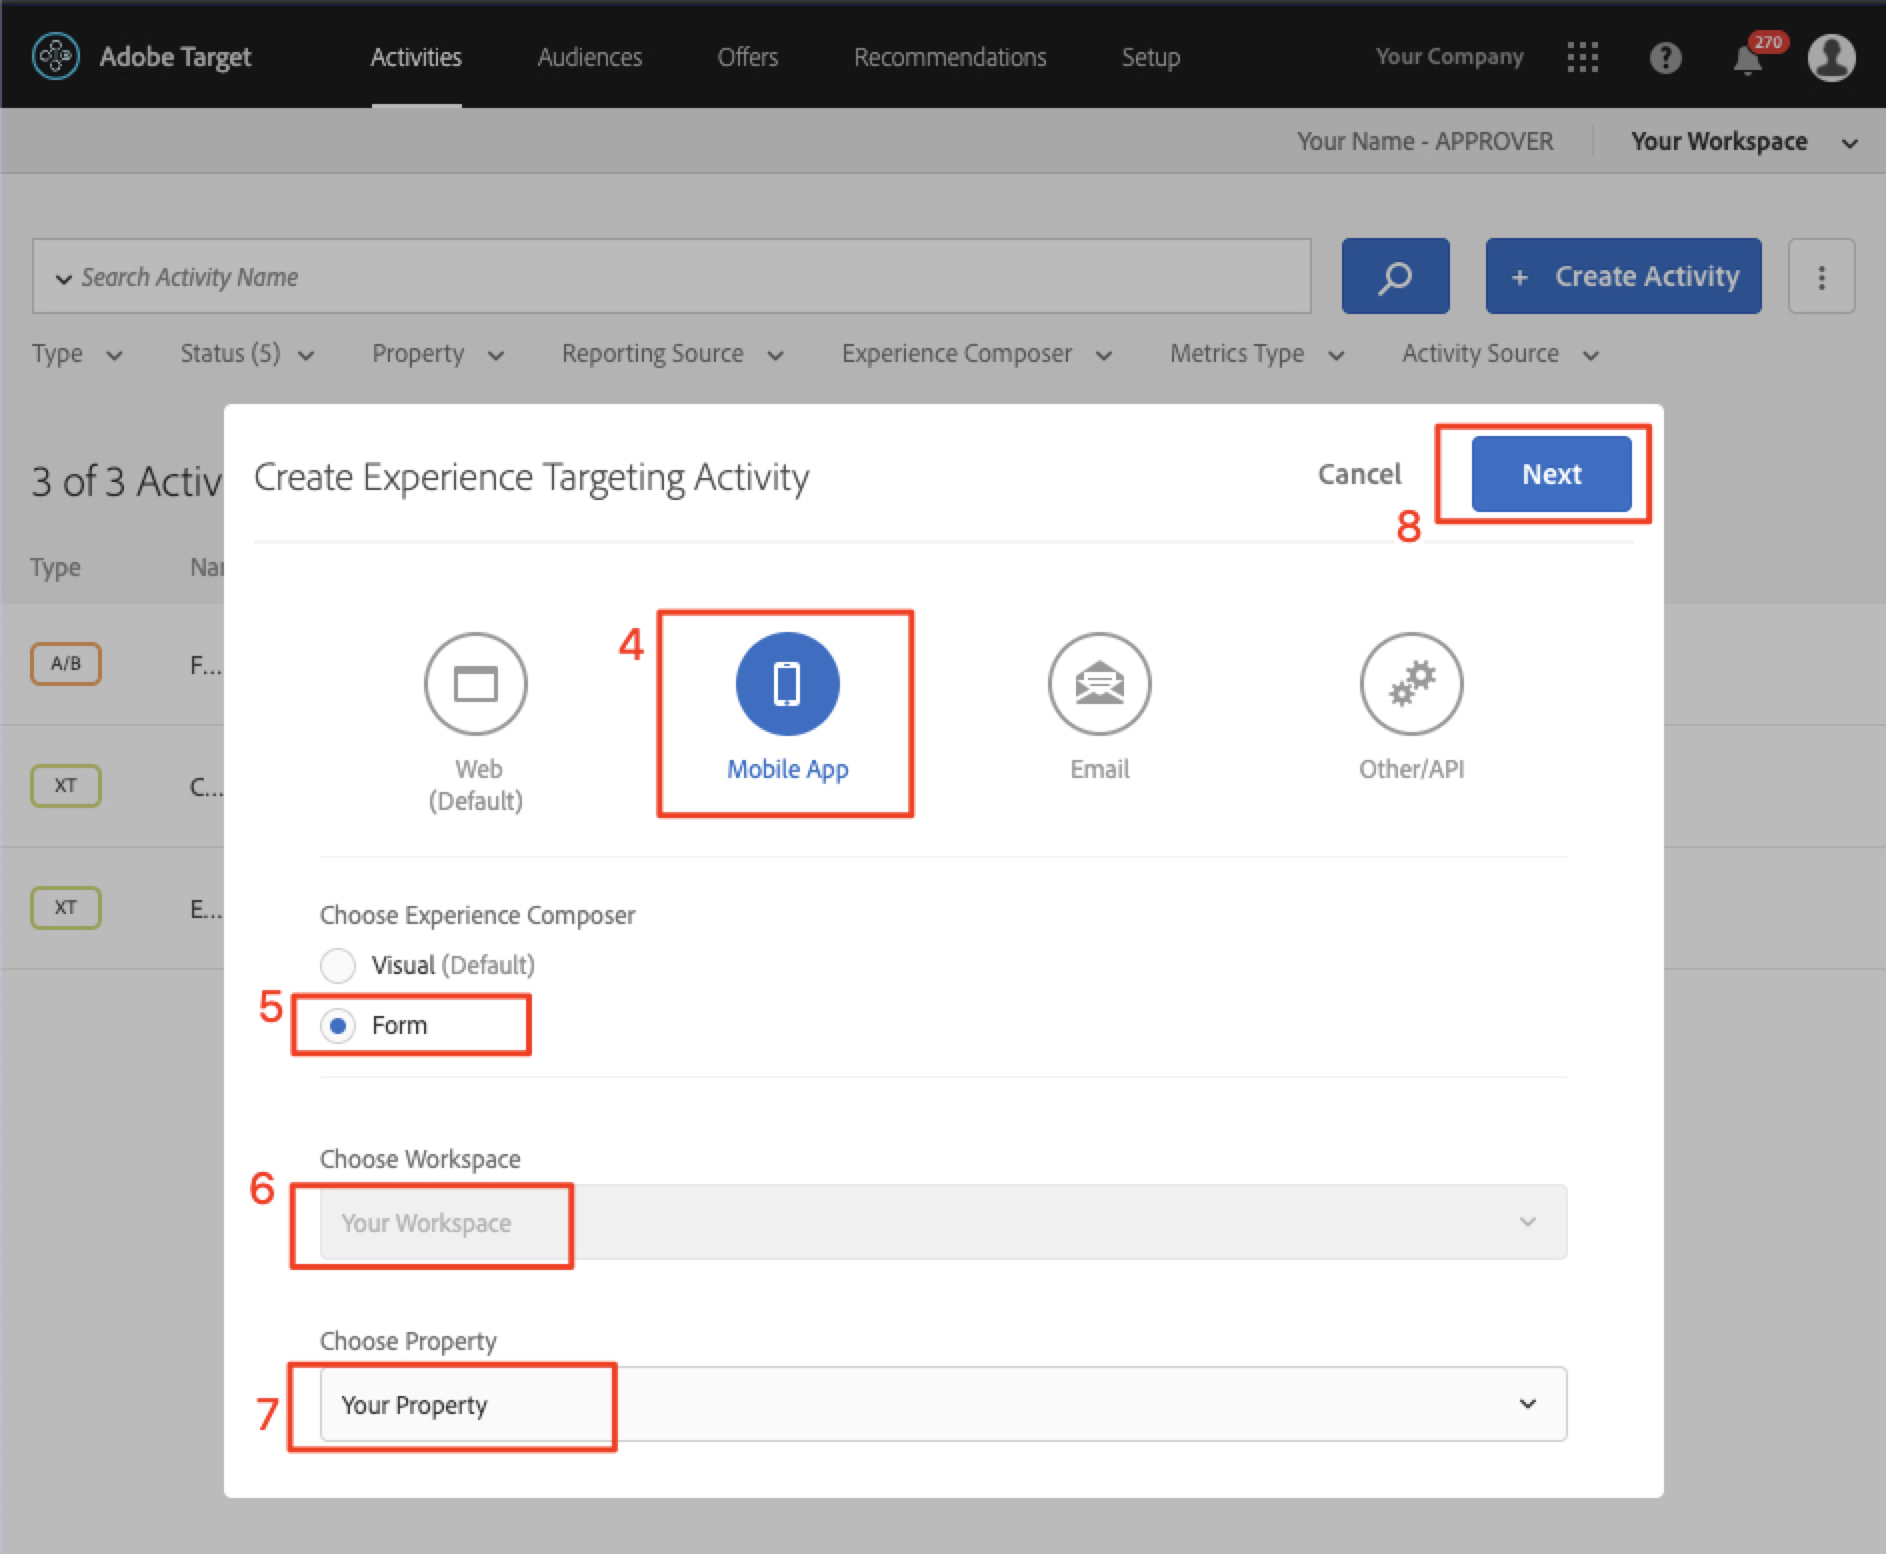 Adobe Target
Activities
Audiences
Offers
Recommendations
Setup
Your Company
270
Your Name - APPROVER
Your Workspace
Search Activity Name
+ Create Activity
Type
Status (5)
Property
Reporting Source
Experience Composer
Metrics Type
Activity Source
3 of 3 Activ
Create Experience Targeting Activity
Cancel
Next
8
Type
Nar
A/B
F...
XT
C...
XT
E...
4
Web
(Default)
Mobile App
Email
Other/API
Choose Experience Composer
Visual (Default)
5
Form
Choose Workspace
6
Your Workspace
Choose Property
7
Your Property